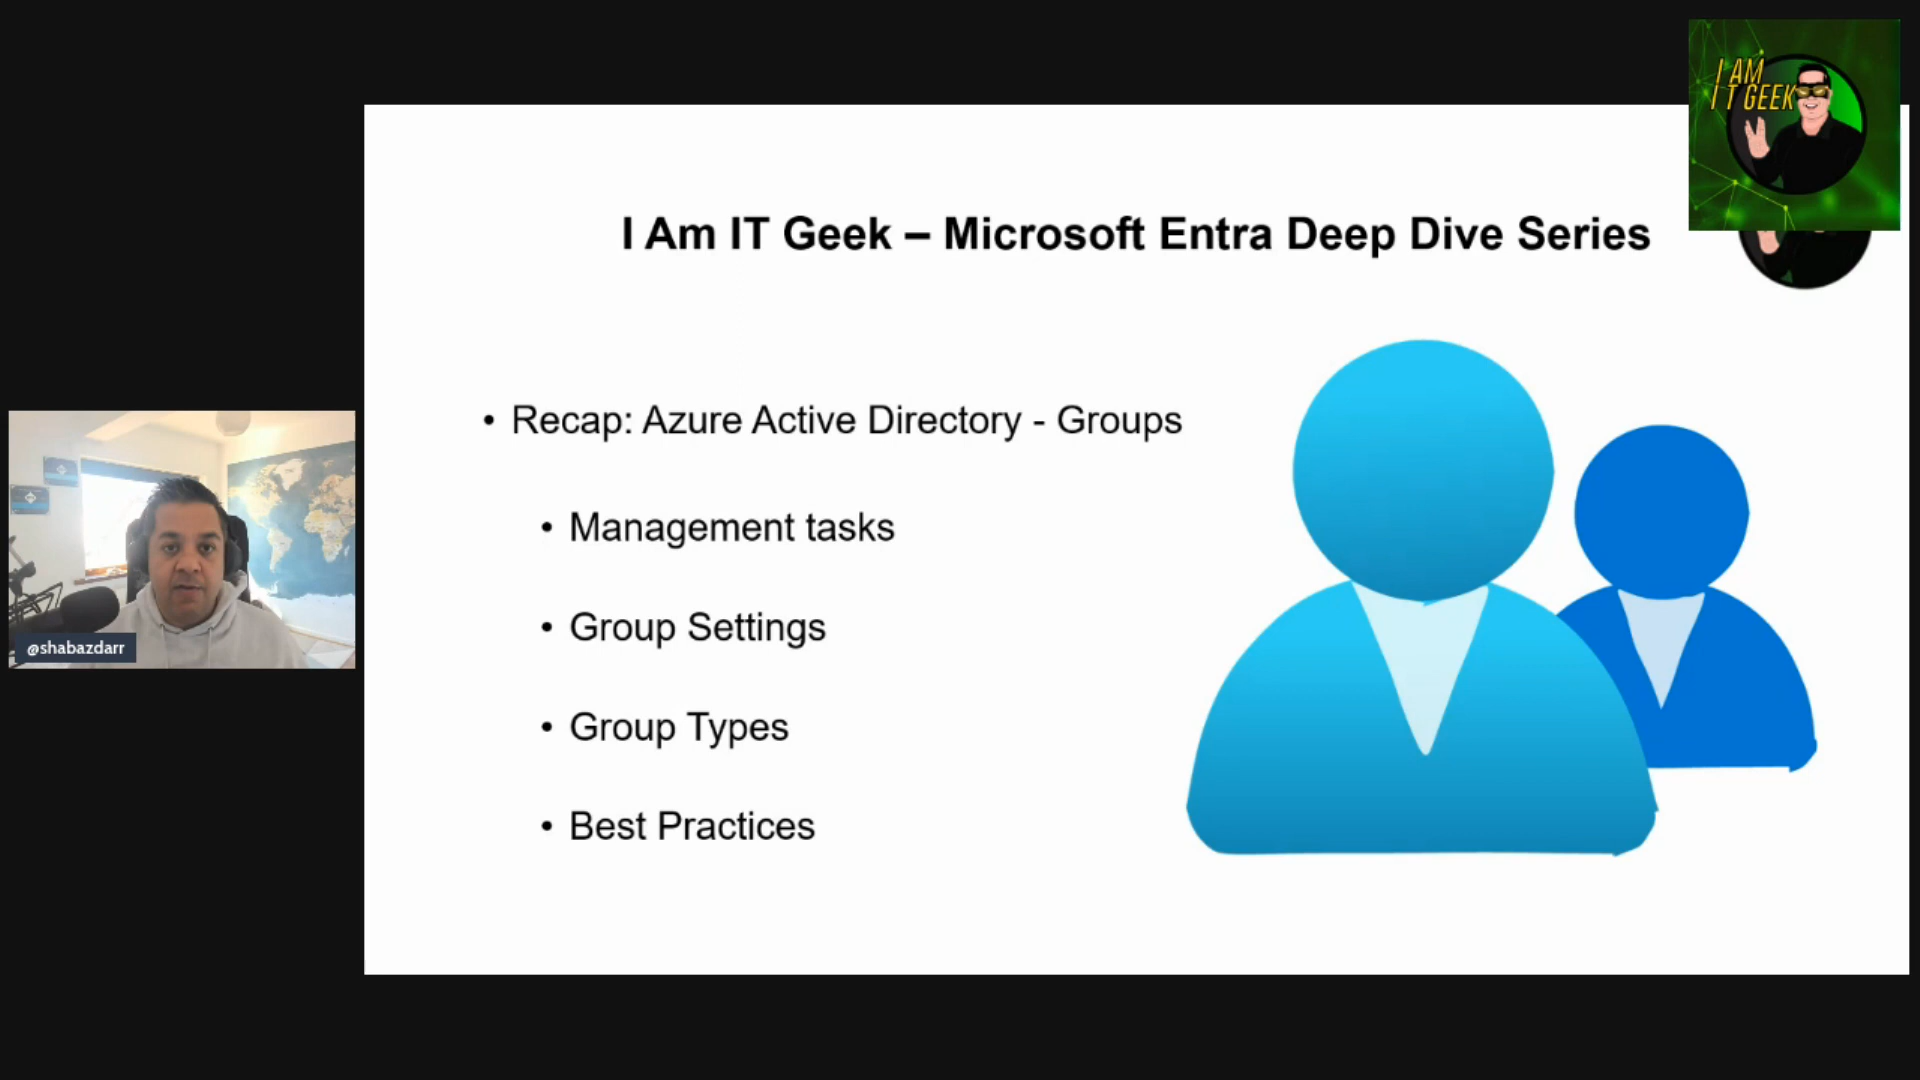 I AM
IT GEEK
I Am IT Geek – Microsoft Entra Deep Dive Series
• Recap: Azure Active Directory - Groups
• Management tasks
• Group Settings
• Group Types
• Best Practices
@shabazdarr